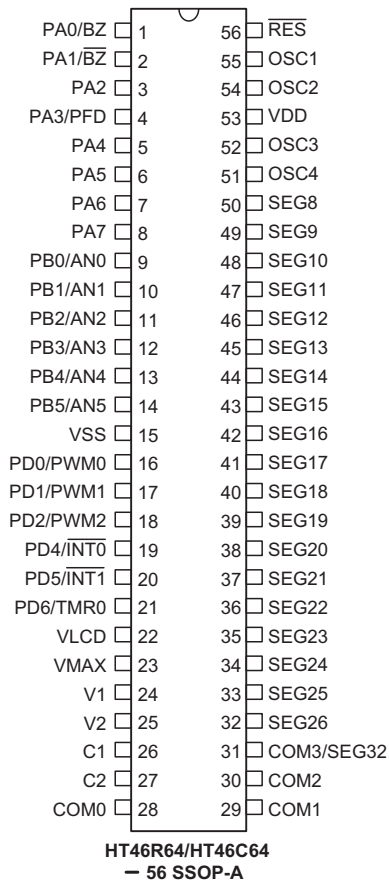 PA0/BZ 1 56 R̅E̅S̅
PA1/B̅Z̅ 2 55 OSC1
PA2 3 54 OSC2
PA3/PFD 4 53 VDD
PA4 5 52 OSC3
PA5 6 51 OSC4
PA6 7 50 SEG8
PA7 8 49 SEG9
PB0/AN0 9 48 SEG10
PB1/AN1 10 47 SEG11
PB2/AN2 11 46 SEG12
PB3/AN3 12 45 SEG13
PB4/AN4 13 44 SEG14
PB5/AN5 14 43 SEG15
VSS 15 42 SEG16
PD0/PWM0 16 41 SEG17
PD1/PWM1 17 40 SEG18
PD2/PWM2 18 39 SEG19
PD4/I̅N̅T̅0̅ 19 38 SEG20
PD5/I̅N̅T̅1̅ 20 37 SEG21
PD6/TMR0 21 36 SEG22
VLCD 22 35 SEG23
VMAX 23 34 SEG24
V1 24 33 SEG25
V2 25 32 SEG26
C1 26 31 COM3/SEG32
C2 27 30 COM2
COM0 28 29 COM1
HT46R64/HT46C64
– 56 SSOP-A